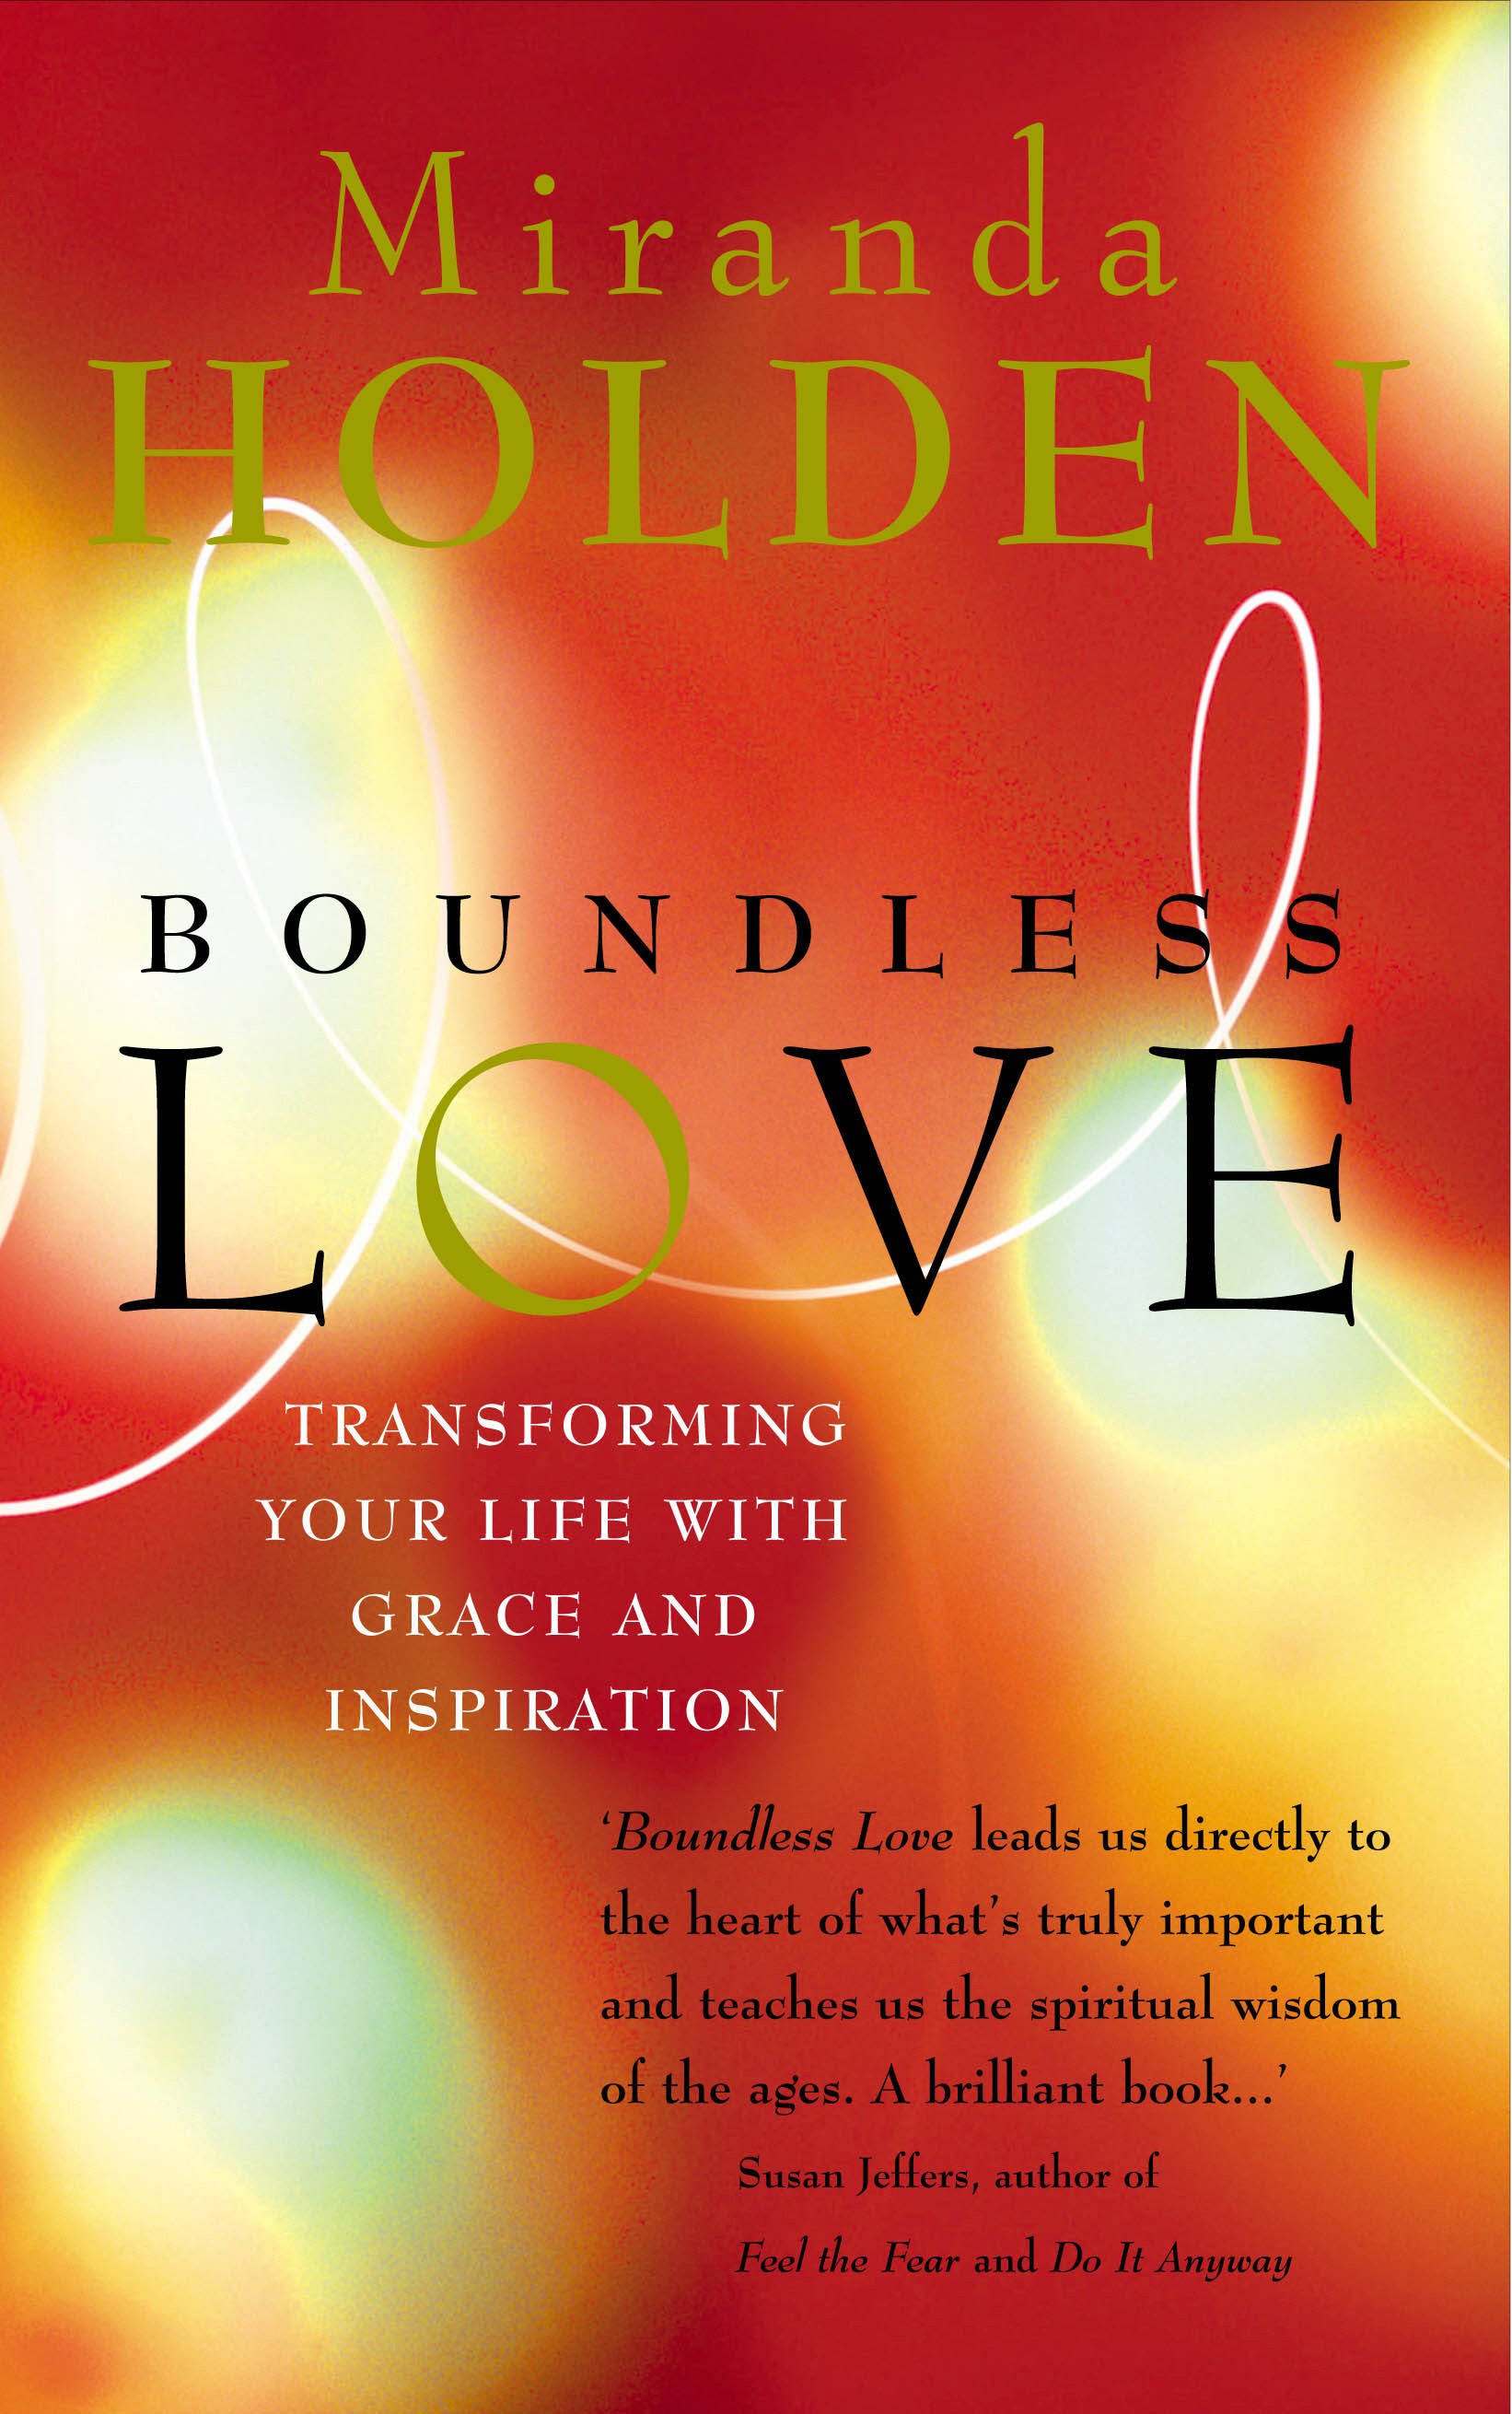 Miranda
HOLDEN
BOUNDLESS
LOVE
TRANSFORMING
YOUR LIFE WITH
GRACE AND
INSPIRATION
‘Boundless Love leads us directly to
the heart of what’s truly important
and teaches us the spiritual wisdom
of the ages. A brilliant book...’
Susan Jeffers, author of
Feel the Fear and Do It Anyway